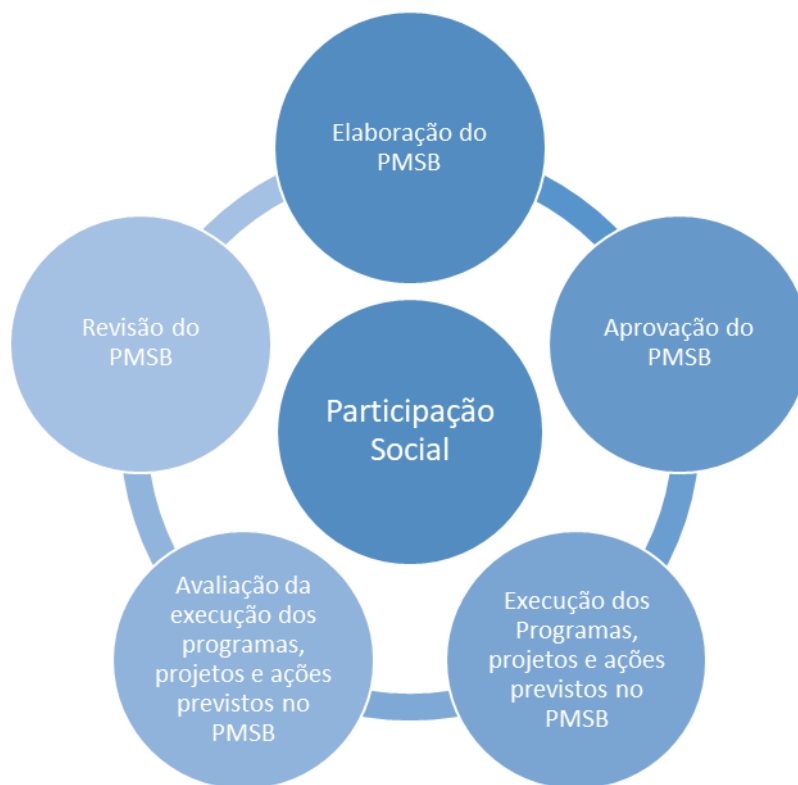 Elaboração do
PMSB
Aprovação do
PMSB
Execução dos
Programas,
projetos e ações
previstos no
PMSB
Avaliação da
execução dos
programas,
projetos e ações
previstos no
PMSB
Revisão do
PMSB
Participação
Social